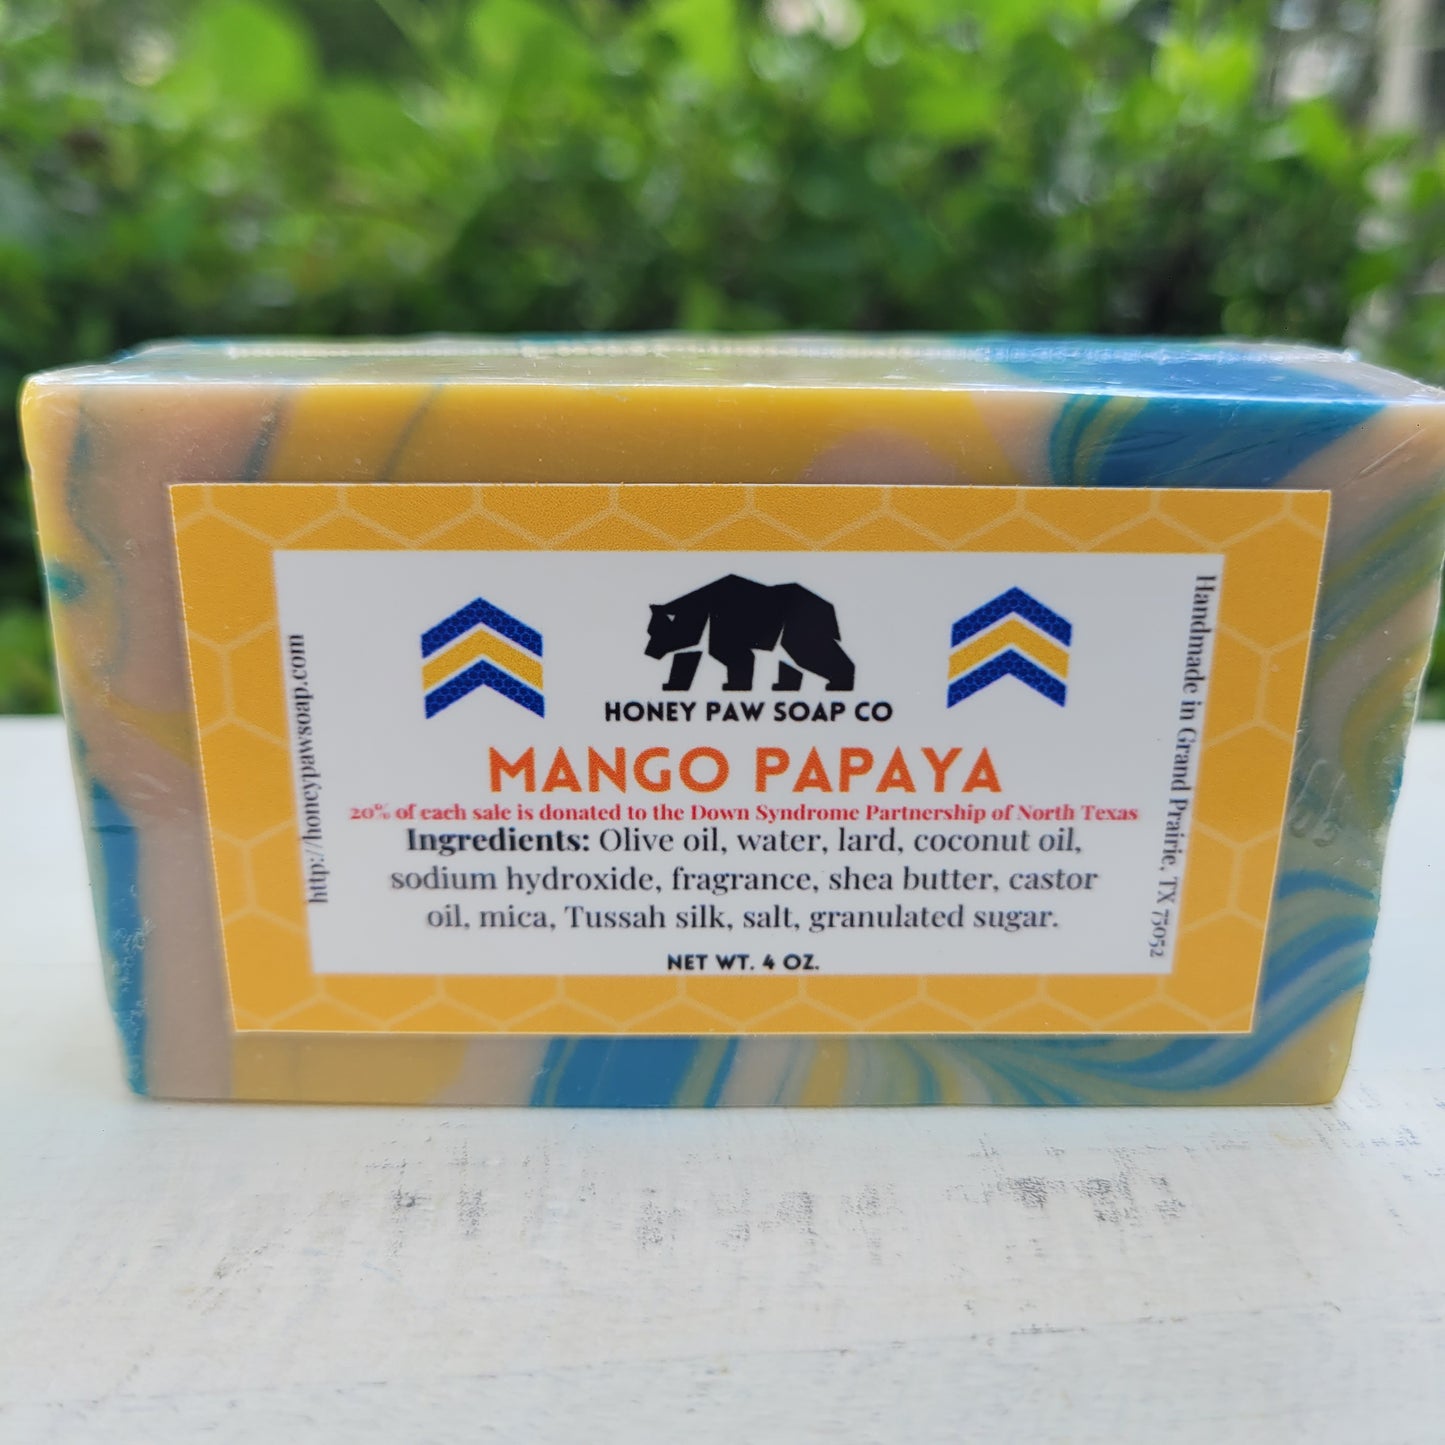 HONEY PAW SOAP CO
MANGO PAPAYA
20% of each sale is donated to the Down Syndrome Partnership of North Texas
Ingredients: Olive oil, water, lard, coconut oil,
sodium hydroxide, fragrance, shea butter, castor
oil, mica, Tussah silk, salt, granulated sugar.
NET WT. 4 OZ.
http://honeypawsoap.com
Handmade in Grand Prairie, TX 75052